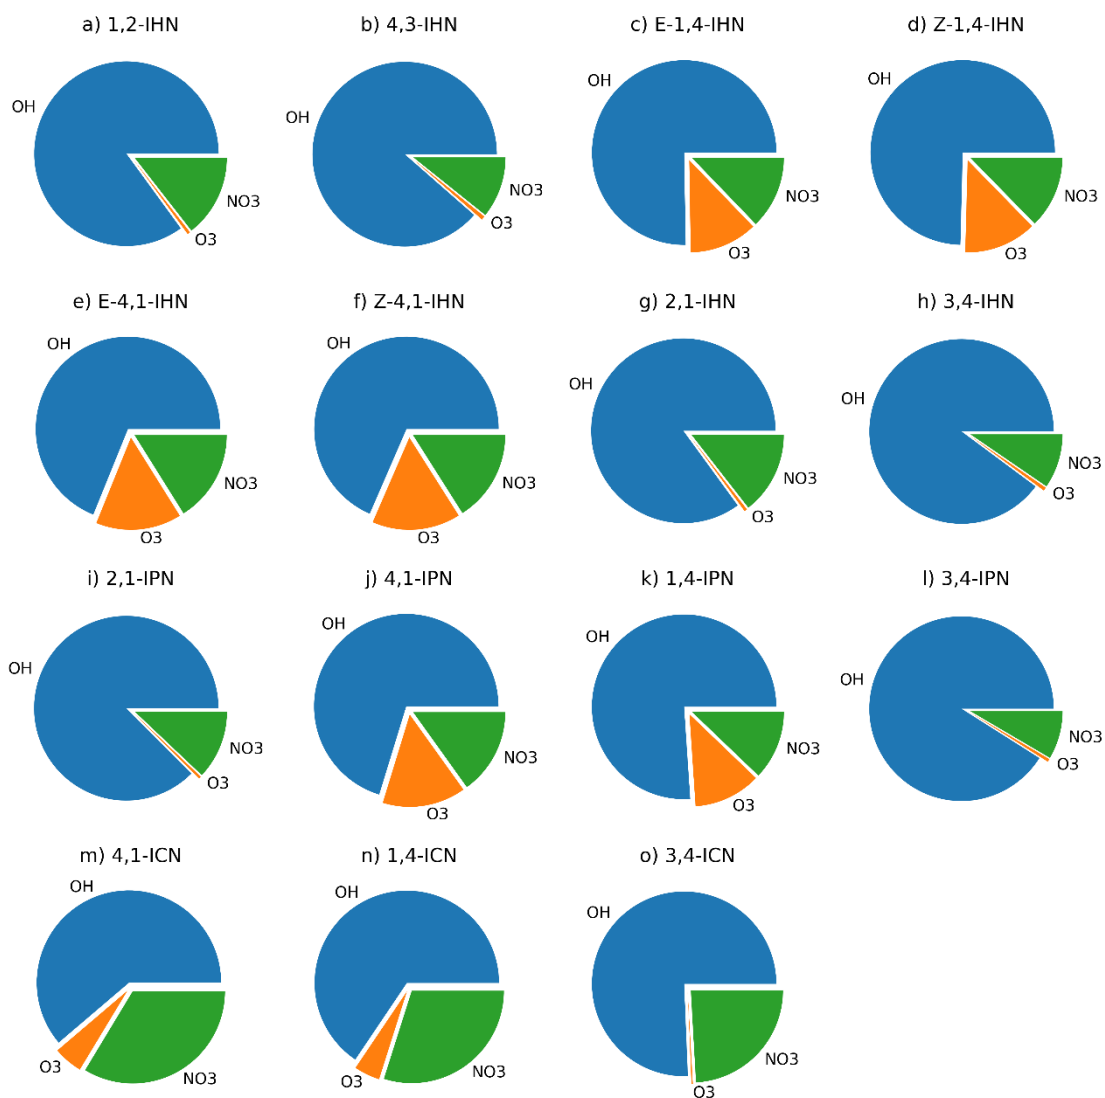 a) 1,2-IHN
OH
NO3
O3
b) 4,3-IHN
OH
NO3
O3
c) E-1,4-IHN
OH
NO3
O3
d) Z-1,4-IHN
OH
NO3
O3
e) E-4,1-IHN
OH
NO3
O3
f) Z-4,1-IHN
OH
NO3
O3
g) 2,1-IHN
OH
NO3
O3
h) 3,4-IHN
OH
NO3
O3
i) 2,1-IPN
OH
NO3
O3
j) 4,1-IPN
OH
NO3
O3
k) 1,4-IPN
OH
NO3
O3
l) 3,4-IPN
OH
NO3
O3
m) 4,1-ICN
OH
O3
NO3
n) 1,4-ICN
OH
O3
NO3
o) 3,4-ICN
OH
NO3
O3